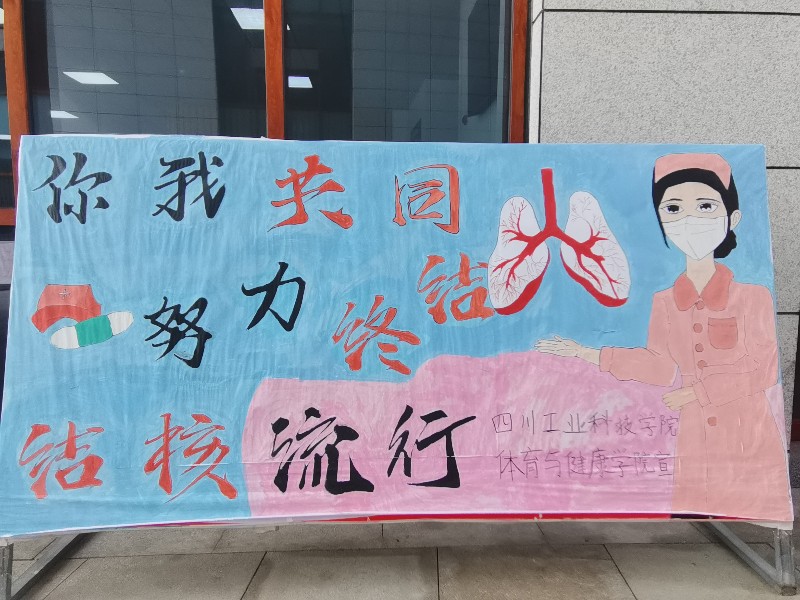 你我共同
努力终结
结核流行
四川工业科技学院
体育与健康学院宣